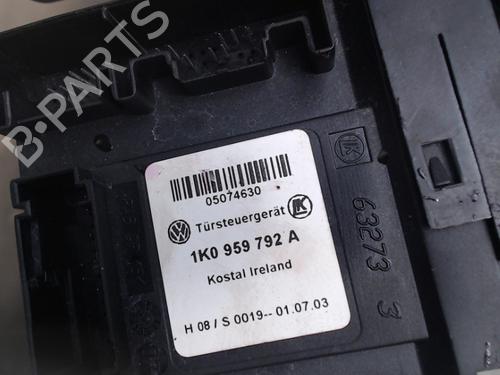 B-PARTS
05074630
Türsteuergerät
1K0 959 792 A
Kostal Ireland
H 08 / S 0019-- 01.07.03
63273 3